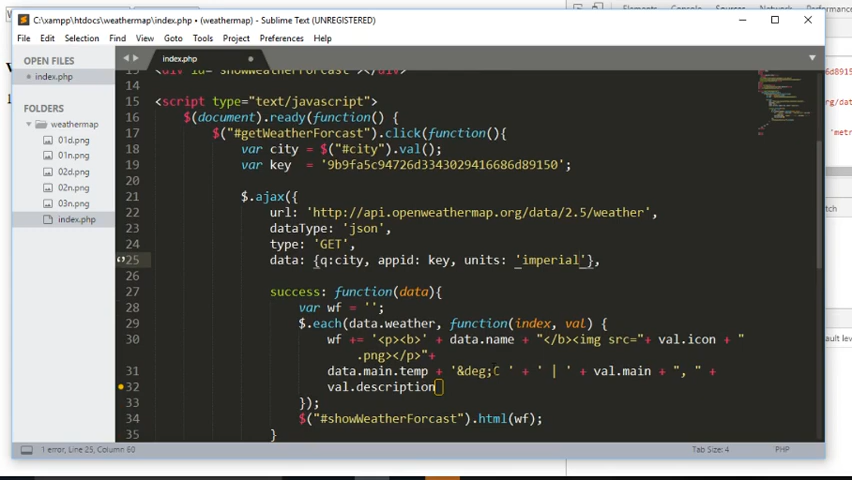 C:\xampp\htdocs\weathermap\index.php • (weathermap) - Sublime Text (UNREGISTERED)
File Edit Selection Find View Goto Tools Project Preferences Help
OPEN FILES
index.php
FOLDERS
weathermap
01d.png
01n.png
02d.png
02n.png
03n.png
index.php
index.php
13 <div id="showWeatherForcast"></div>
14
15 <script type="text/javascript">
16 $(document).ready(function() {
17 $("#getWeatherForcast").click(function(){
18 var city = $("#city").val();
19 var key = '9b9fa5c94726d3343029416686d89150';
20
21 $.ajax({
22 url: 'http://api.openweathermap.org/data/2.5/weather',
23 dataType: 'json',
24 type: 'GET',
25 data: {q:city, appid: key, units: 'imperial'},
26
27 success: function(data){
28 var wf = '';
29 $.each(data.weather, function(index, val) {
30 wf += '<p><b>' + data.name + "</b><img src="+ val.icon + "
.png></p>"+
31 data.main.temp + '&deg;C ' + ' | ' + val.main + ", " +
32 val.description
33 });
34 $("#showWeatherForcast").html(wf);
35 }
1 error, Line 25, Column 60
Tab Size: 4
PHP